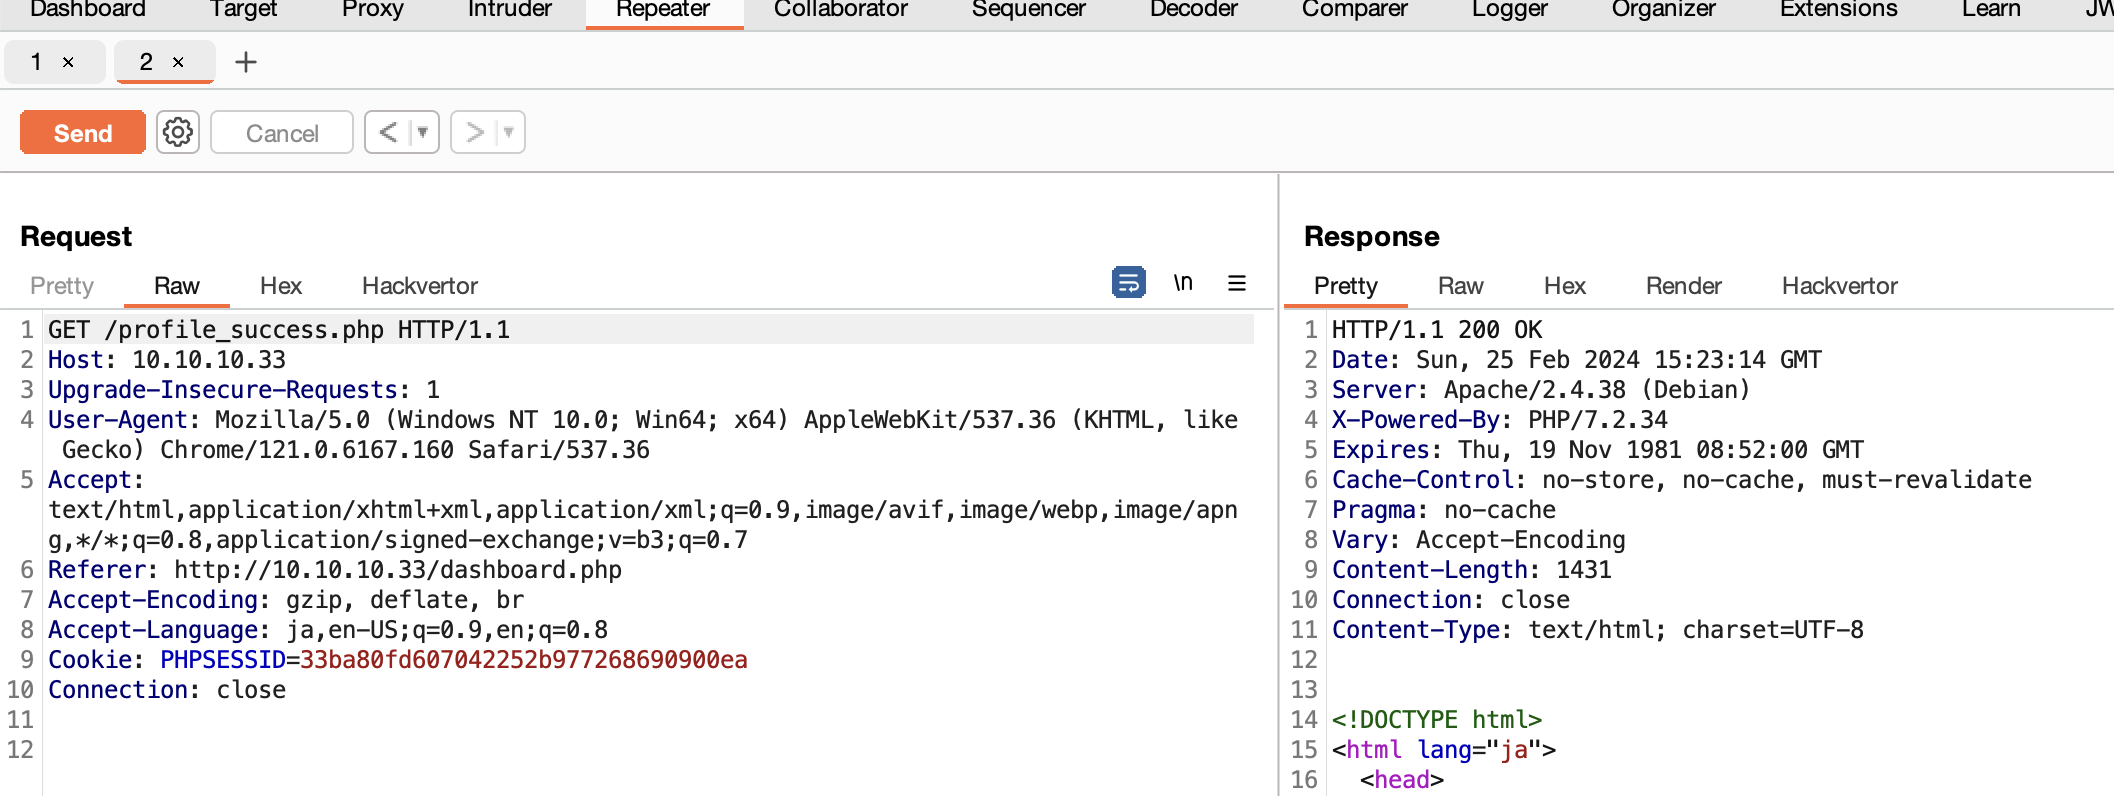 Dashboard Target Proxy Intruder Repeater Collaborator Sequencer Decoder Comparer Logger Organizer Extensions Learn JW
1 × 2 × +
Send Cancel < ▼ > ▼
Request
Pretty Raw Hex Hackvertor \n
1 GET /profile_success.php HTTP/1.1
2 Host: 10.10.10.33
3 Upgrade-Insecure-Requests: 1
4 User-Agent: Mozilla/5.0 (Windows NT 10.0; Win64; x64) AppleWebKit/537.36 (KHTML, like
Gecko) Chrome/121.0.6167.160 Safari/537.36
5 Accept:
text/html,application/xhtml+xml,application/xml;q=0.9,image/avif,image/webp,image/apn
g,*/*;q=0.8,application/signed-exchange;v=b3;q=0.7
6 Referer: http://10.10.10.33/dashboard.php
7 Accept-Encoding: gzip, deflate, br
8 Accept-Language: ja,en-US;q=0.9,en;q=0.8
9 Cookie: PHPSESSID=33ba80fd607042252b977268690900ea
10 Connection: close
11
12
Response
Pretty Raw Hex Render Hackvertor
1 HTTP/1.1 200 OK
2 Date: Sun, 25 Feb 2024 15:23:14 GMT
3 Server: Apache/2.4.38 (Debian)
4 X-Powered-By: PHP/7.2.34
5 Expires: Thu, 19 Nov 1981 08:52:00 GMT
6 Cache-Control: no-store, no-cache, must-revalidate
7 Pragma: no-cache
8 Vary: Accept-Encoding
9 Content-Length: 1431
10 Connection: close
11 Content-Type: text/html; charset=UTF-8
12
13
14 <!DOCTYPE html>
15 <html lang="ja">
16 <head>